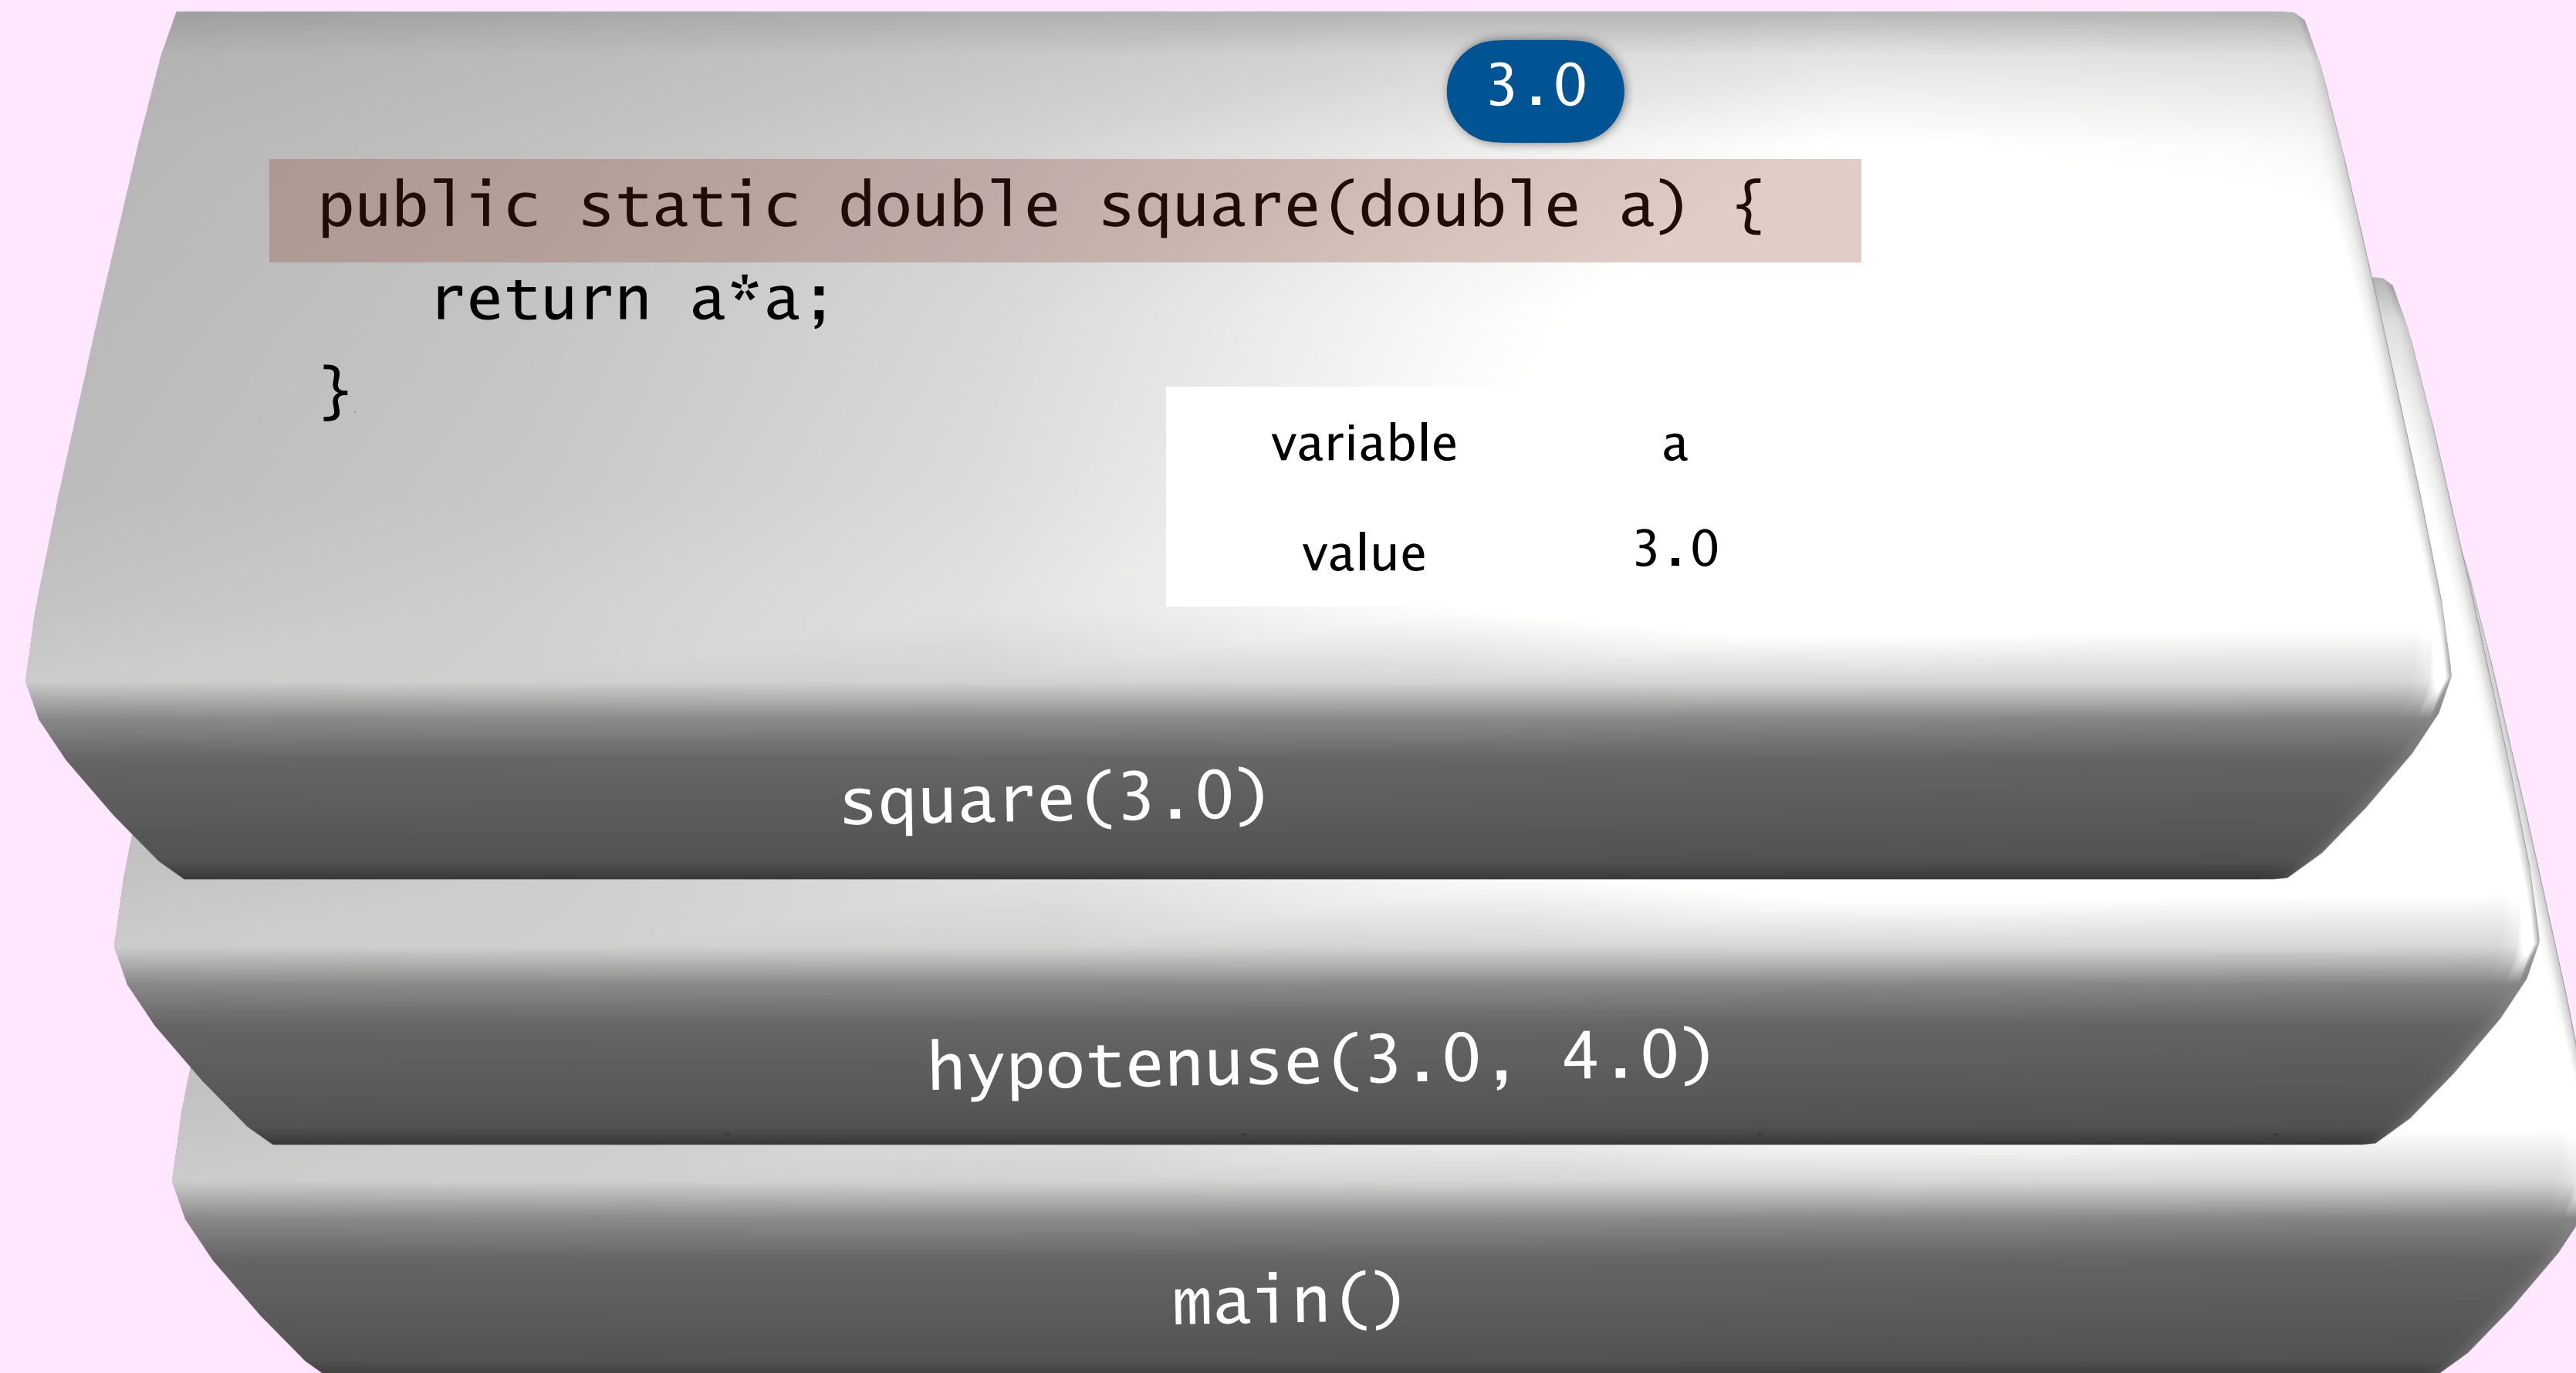 3.0
public static double square(double a) {
return a*a;
}
variable a
value 3.0
square(3.0)
hypotenuse(3.0, 4.0)
main()